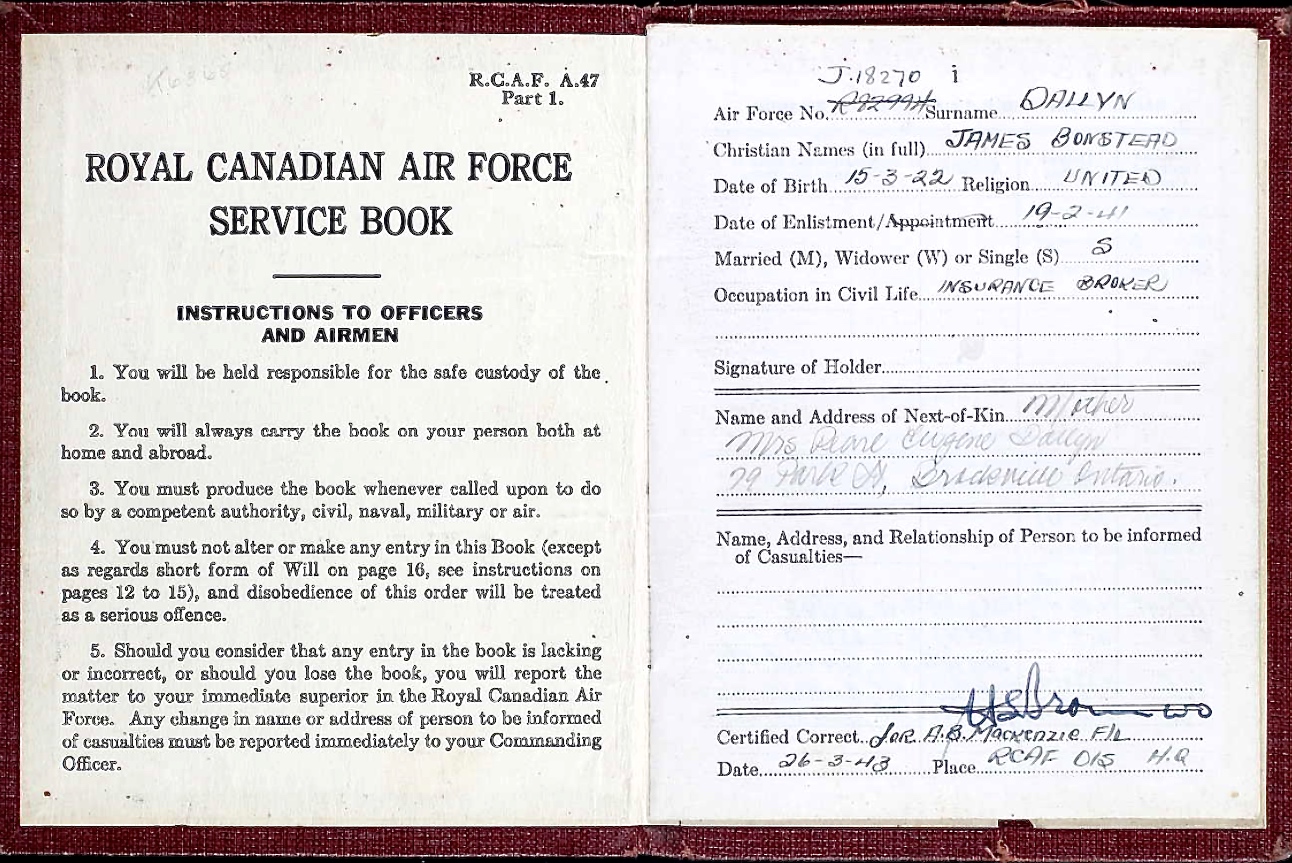 R.C.A.F. A.47
Part 1.
ROYAL CANADIAN AIR FORCE
SERVICE BOOK
INSTRUCTIONS TO OFFICERS
AND AIRMEN
1. You will be held responsible for the safe custody of the
book.
2. You will always carry the book on your person both at
home and abroad.
3. You must produce the book whenever called upon to do
so by a competent authority, civil, naval, military or air.
4. You must not alter or make any entry in this Book (except
as regards short form of Will on page 16, see instructions on
pages 12 to 15), and disobedience of this order will be treated
as a serious offence.
5. Should you consider that any entry in the book is lacking
or incorrect, or should you lose the book, you will report the
matter to your immediate superior in the Royal Canadian Air
Force. Any change in name or address of person to be informed
of casualties must be reported immediately to your Commanding
Officer.
J.18270 i
Air Force No. Surname DALLYN
Christian Names (in full) JAMES BONSTEAD
Date of Birth 15-3-22 Religion UNITED
Date of Enlistment/Appointment 19-2-41
Married (M), Widower (W) or Single (S) S
Occupation in Civil Life INSURANCE BROKER
Signature of Holder
Name and Address of Next-of-Kin Mother
Mrs Eugene Dallyn
79 Park St, Ontario.
Name, Address, and Relationship of Person to be informed
of Casualties—
WO
Certified Correct for A.B. Mackenzie F/L
Date 26-3-43 Place RCAF O/S H.Q